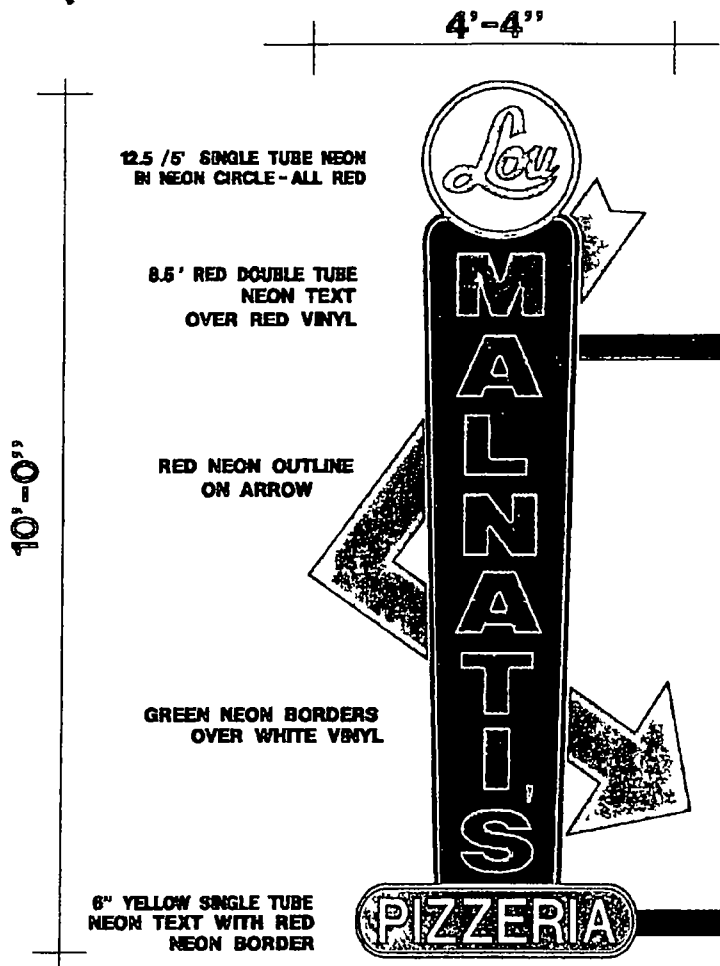 4'-4"
12.5 /5' SINGLE TUBE NEON
IN NEON CIRCLE - ALL RED
Lou
8.5' RED DOUBLE TUBE
NEON TEXT
OVER RED VINYL
MALNATI'S
10'-0"
RED NEON OUTLINE
ON ARROW
GREEN NEON BORDERS
OVER WHITE VINYL
6" YELLOW SINGLE TUBE
NEON TEXT WITH RED
NEON BORDER
PIZZERIA